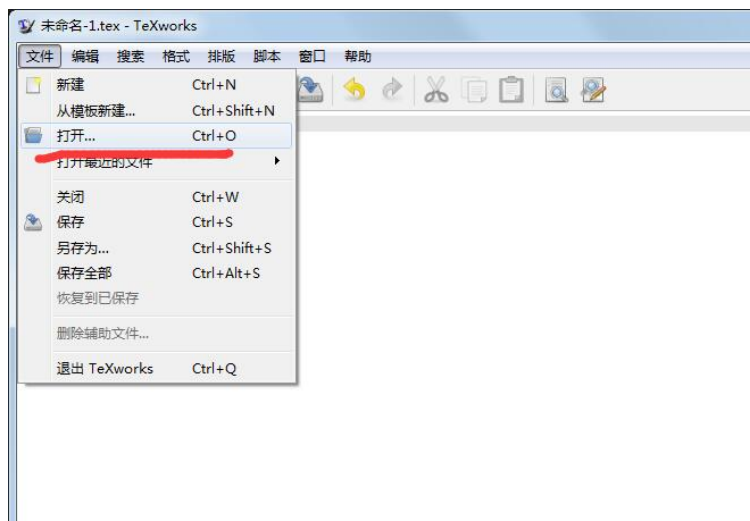 未命名-1.tex - TeXworks
文件 编辑 搜索 格式 排版 脚本 窗口 帮助
新建 Ctrl+N
从模板新建... Ctrl+Shift+N
打开... Ctrl+O
打开最近的文件
关闭 Ctrl+W
保存 Ctrl+S
另存为... Ctrl+Shift+S
保存全部 Ctrl+Alt+S
恢复到已保存
删除辅助文件...
退出 TeXworks Ctrl+Q